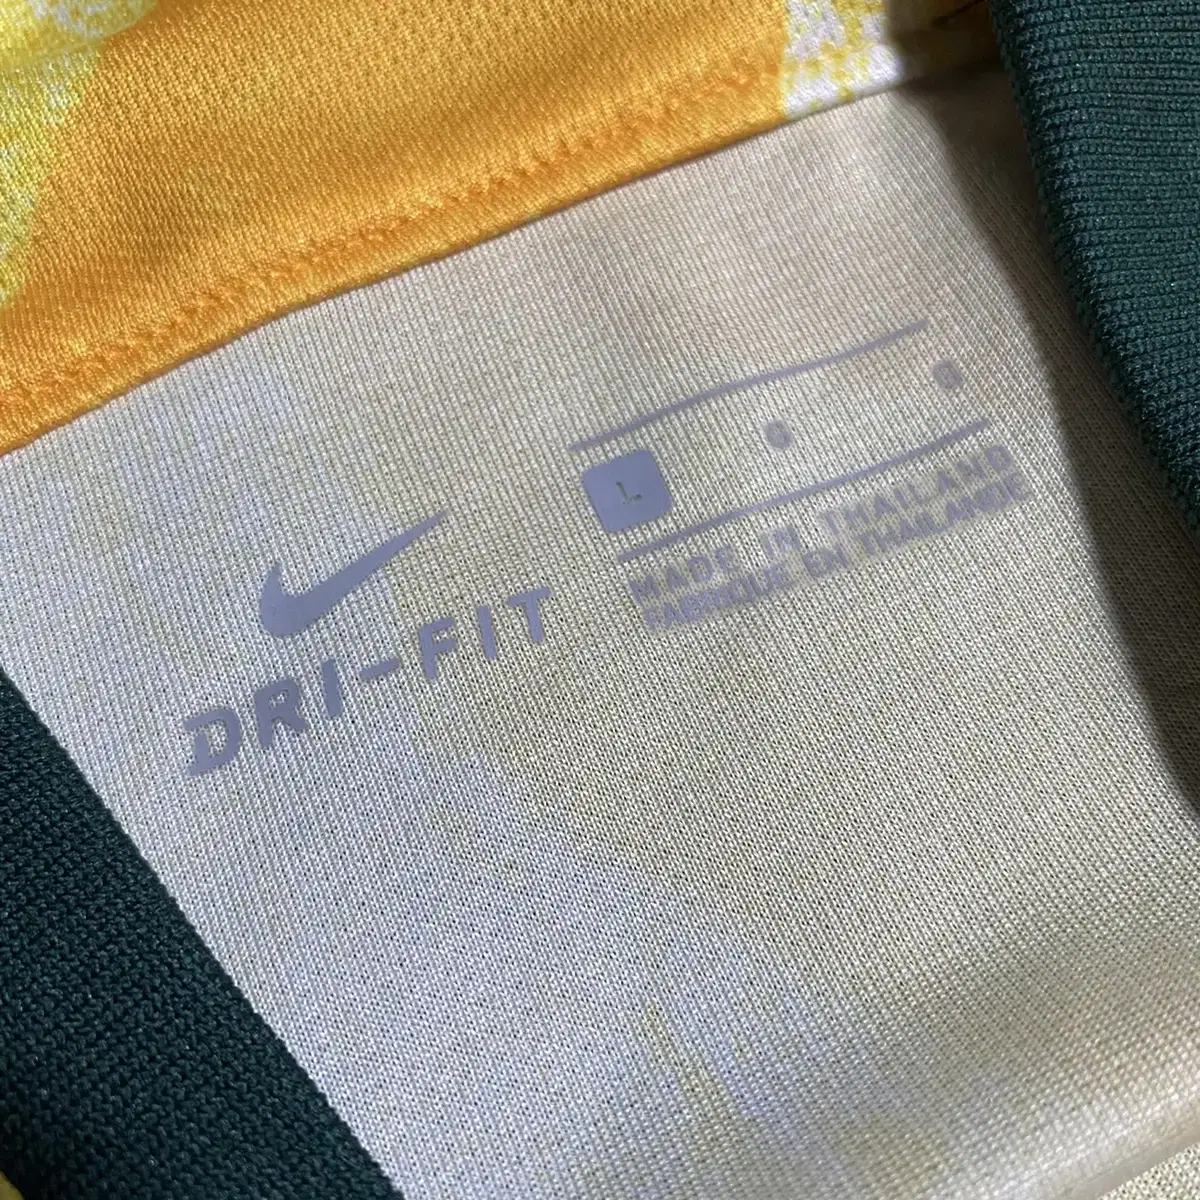 DRI-FIT
L G G
MADE IN THAILAND
FABRIQUE EN THAILANDE